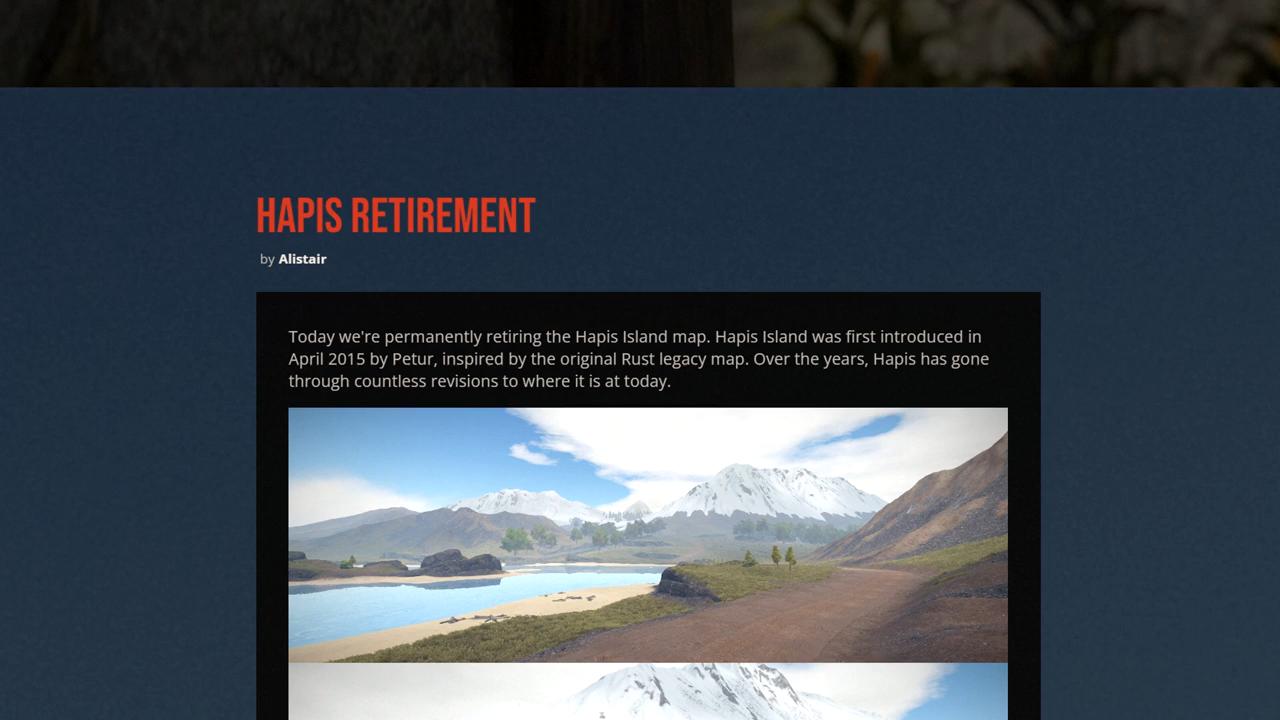 HAPIS RETIREMENT
by Alistair
Today we're permanently retiring the Hapis Island map. Hapis Island was first introduced in
April 2015 by Petur, inspired by the original Rust legacy map. Over the years, Hapis has gone
through countless revisions to where it is at today.